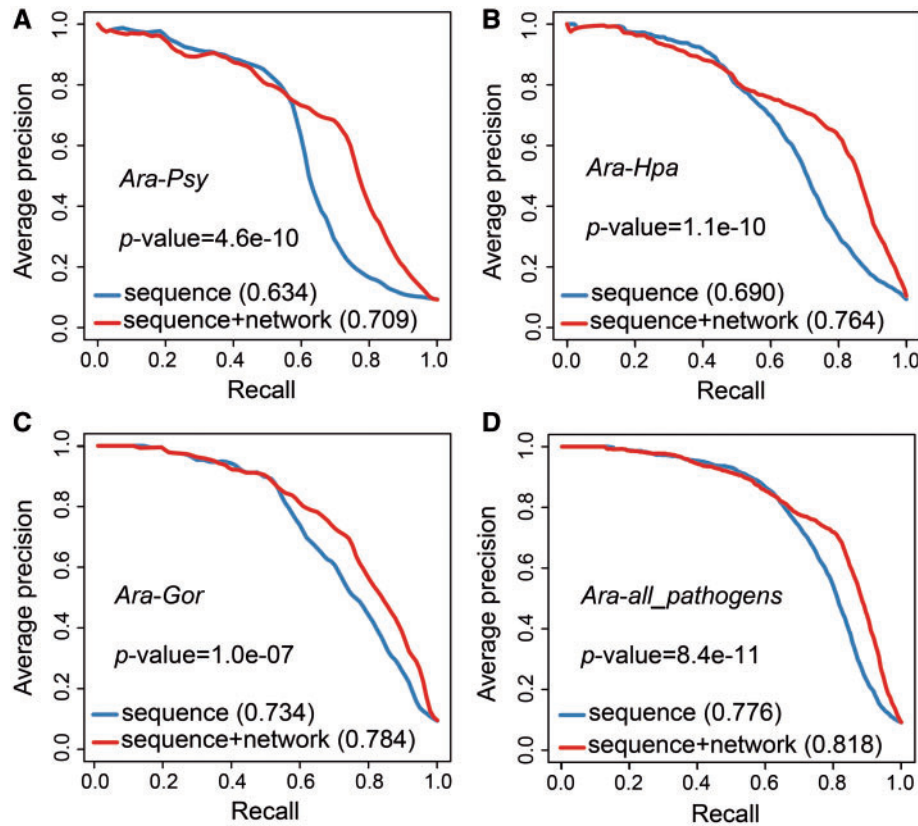 A
Average precision
0.0 0.2 0.4 0.6 0.8 1.0
Ara-Psy
p-value=4.6e-10
sequence (0.634)
sequence+network (0.709)
0.0 0.2 0.4 0.6 0.8 1.0
Recall
B
Average precision
0.0 0.2 0.4 0.6 0.8 1.0
Ara-Hpa
p-value=1.1e-10
sequence (0.690)
sequence+network (0.764)
0.0 0.2 0.4 0.6 0.8 1.0
Recall
C
Average precision
0.0 0.2 0.4 0.6 0.8 1.0
Ara-Gor
p-value=1.0e-07
sequence (0.734)
sequence+network (0.784)
0.0 0.2 0.4 0.6 0.8 1.0
Recall
D
Average precision
0.0 0.2 0.4 0.6 0.8 1.0
Ara-all_pathogens
p-value=8.4e-11
sequence (0.776)
sequence+network (0.818)
0.0 0.2 0.4 0.6 0.8 1.0
Recall